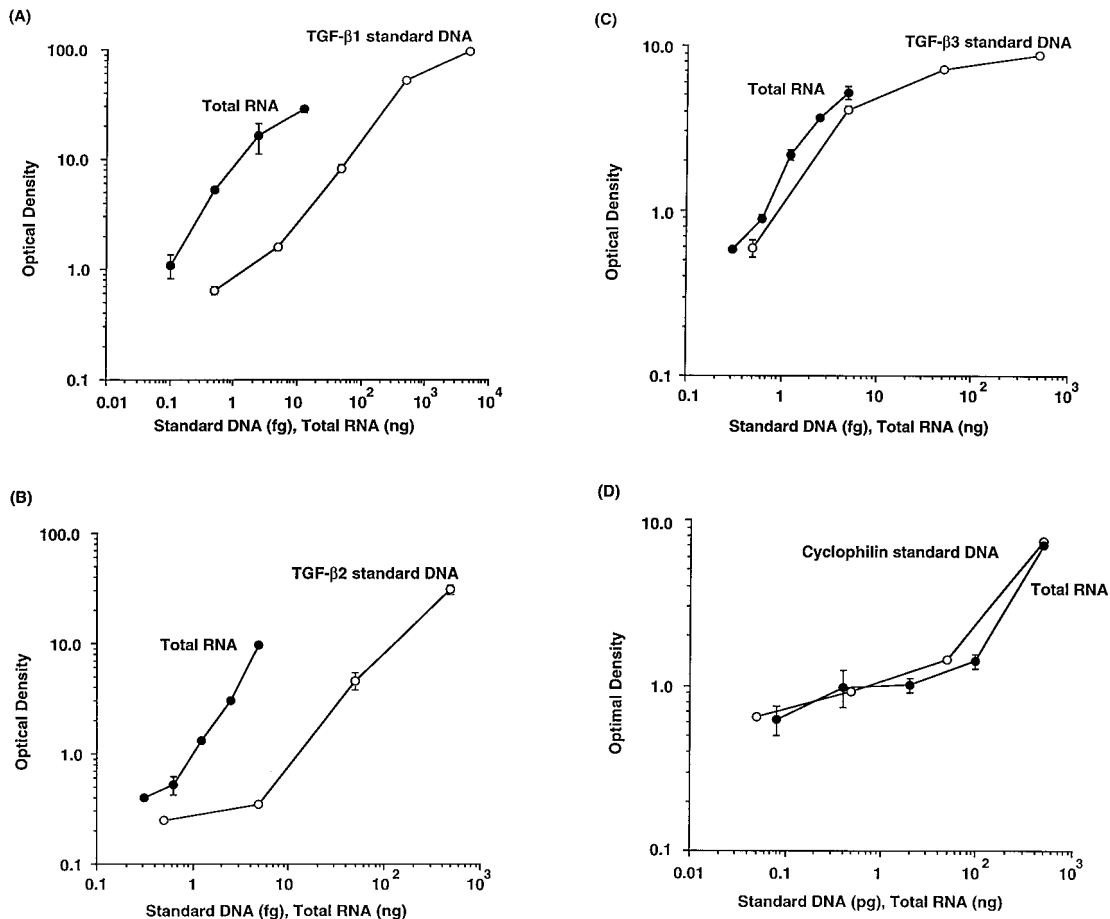 (A)
TGF-β1 standard DNA
Total RNA
100.0
10.0
1.0
0.1
Optical Density
0.01 0.1 1 10 10² 10³ 10⁴
Standard DNA (fg), Total RNA (ng)
(C)
TGF-β3 standard DNA
Total RNA
10.0
1.0
0.1
Optical Density
0.1 1 10 10² 10³
Standard DNA (fg), Total RNA (ng)
(B)
TGF-β2 standard DNA
Total RNA
100.0
10.0
1.0
0.1
Optical Density
0.1 1 10 10² 10³
Standard DNA (fg), Total RNA (ng)
(D)
Cyclophilin standard DNA
Total RNA
10.0
1.0
0.1
Optimal Density
0.01 0.1 1 10 10² 10³
Standard DNA (pg), Total RNA (ng)